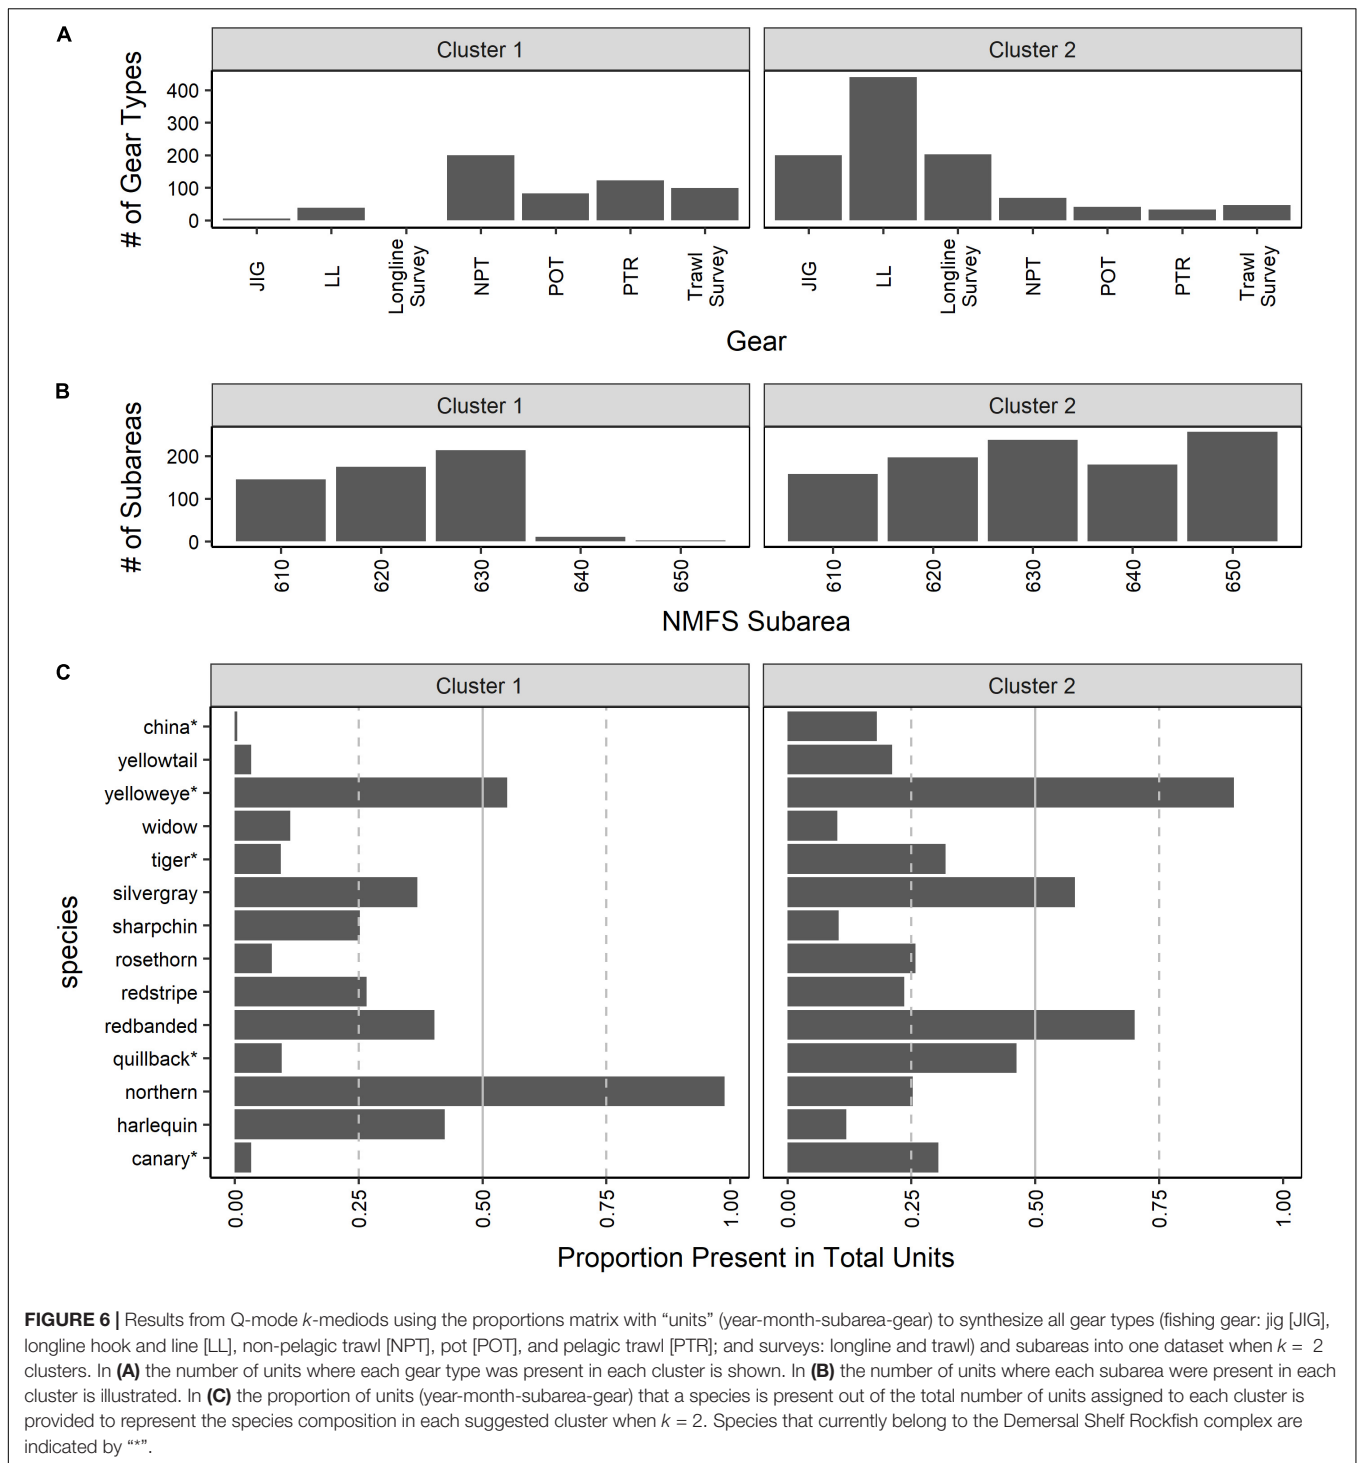 A
Cluster 1
Cluster 2
# of Gear Types
400
300
200
100
0
JIG
LL
Longline
Survey
NPT
POT
PTR
Trawl
Survey
JIG
LL
Longline
Survey
NPT
POT
PTR
Trawl
Survey
Gear
B
Cluster 1
Cluster 2
# of Subareas
200
100
0
610
620
630
640
650
610
620
630
640
650
NMFS Subarea
C
Cluster 1
Cluster 2
species
china*
yellowtail
yelloweye*
widow
tiger*
silvergray
sharpchin
rosethorn
redstripe
redbanded
quillback*
northern
harlequin
canary*
0.00
0.25
0.50
0.75
1.00
0.00
0.25
0.50
0.75
1.00
Proportion Present in Total Units
FIGURE 6 | Results from Q-mode k-mediods using the proportions matrix with “units” (year-month-subarea-gear) to synthesize all gear types (fishing gear: jig [JIG],
longline hook and line [LL], non-pelagic trawl [NPT], pot [POT], and pelagic trawl [PTR]; and surveys: longline and trawl) and subareas into one dataset when k = 2
clusters. In (A) the number of units where each gear type was present in each cluster is shown. In (B) the number of units where each subarea were present in each
cluster is illustrated. In (C) the proportion of units (year-month-subarea-gear) that a species is present out of the total number of units assigned to each cluster is
provided to represent the species composition in each suggested cluster when k = 2. Species that currently belong to the Demersal Shelf Rockfish complex are
indicated by “*”.